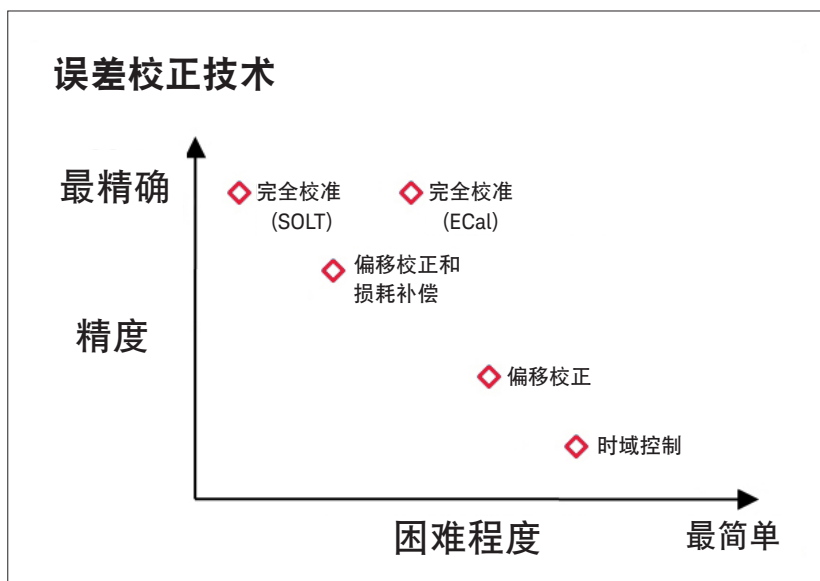 误差校正技术
最精确
完全校准
(SOLT)
完全校准
(ECal)
偏移校正和
损耗补偿
精度
偏移校正
时域控制
困难程度
最简单